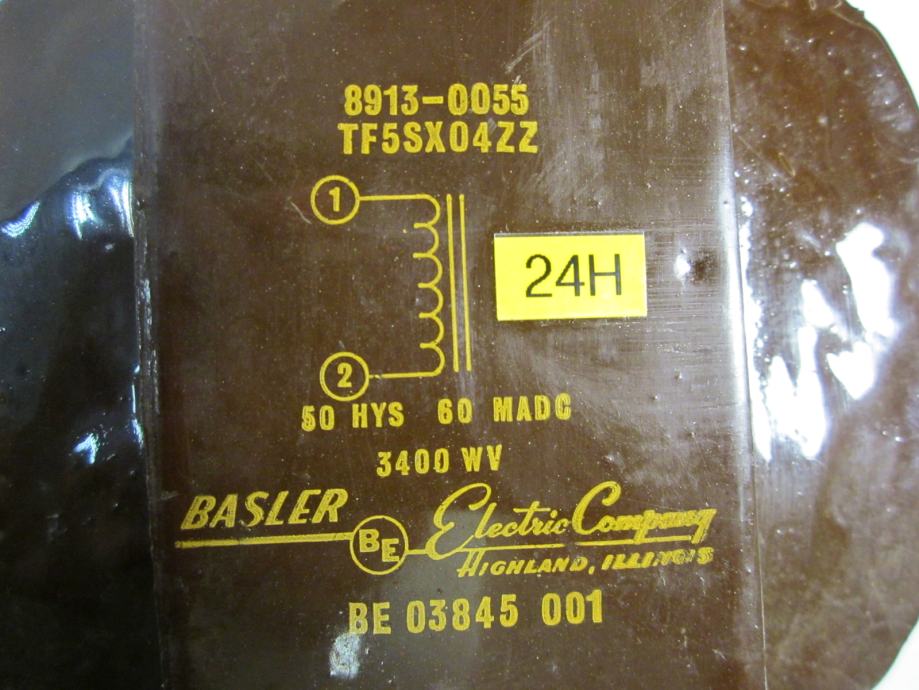 8913-0055
TF5SX04ZZ
1
24H
2
50 HYS 60 MADC
3400 WV
BASLER BE Electric Company
HIGHLAND, ILLINOIS
BE 03845 001